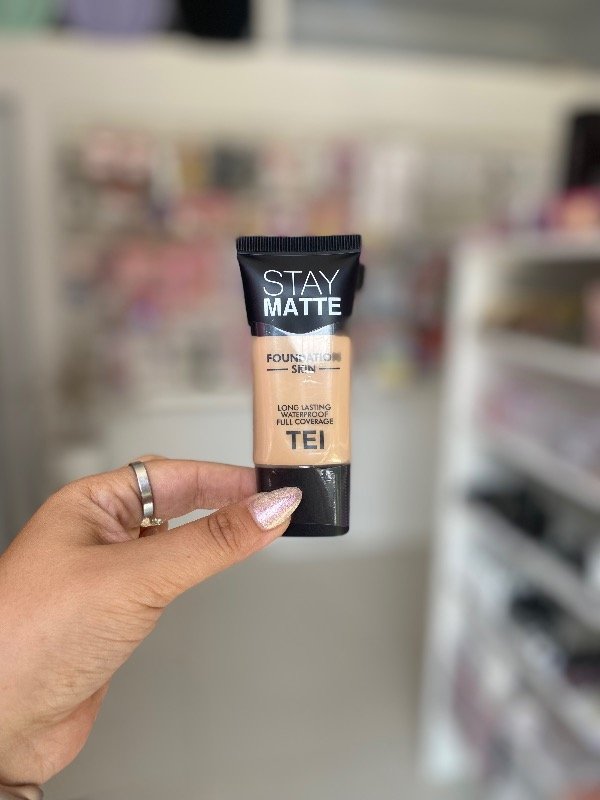 STAY
MATTE
FOUNDATION
SKIN
LONG LASTING
WATERPROOF
FULL COVERAGE
TEI